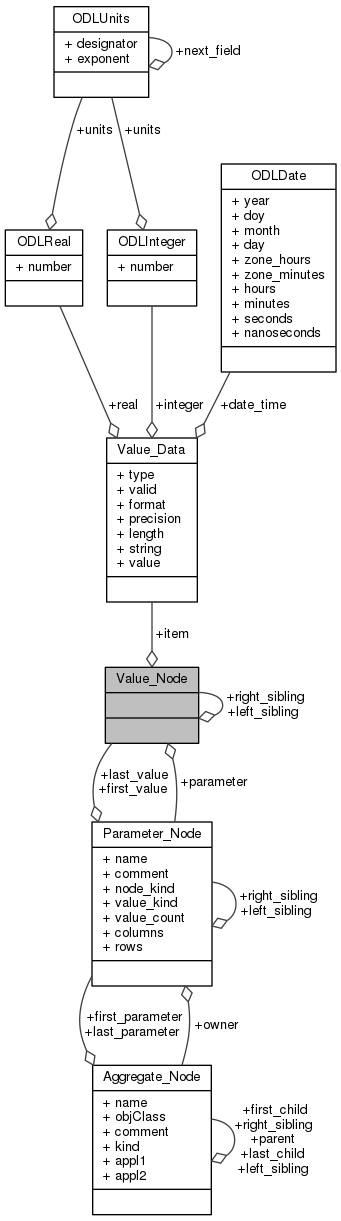 ODLUnits
+ designator
+ exponent
+next_field
+units
+units
ODLDate
+ year
+ doy
+ month
+ day
+ zone_hours
+ zone_minutes
+ hours
+ minutes
+ seconds
+ nanoseconds
ODLReal
+ number
ODLInteger
+ number
+real
+integer
+date_time
Value_Data
+ type
+ valid
+ format
+ precision
+ length
+ string
+ value
+item
Value_Node
+right_sibling
+left_sibling
+last_value
+first_value
+parameter
Parameter_Node
+ name
+ comment
+ node_kind
+ value_kind
+ value_count
+ columns
+ rows
+right_sibling
+left_sibling
+first_parameter
+last_parameter
+owner
Aggregate_Node
+ name
+ objClass
+ comment
+ kind
+ appl1
+ appl2
+first_child
+right_sibling
+parent
+last_child
+left_sibling